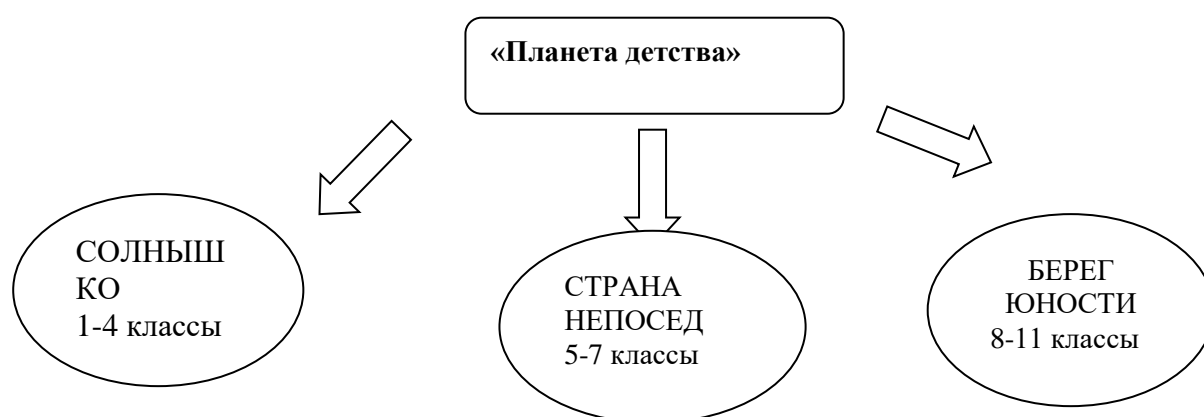 «Планета детства»
СОЛНЫШ
КО
1-4 классы
СТРАНА
НЕПОСЕД
5-7 классы
БЕРЕГ
ЮНОСТИ
8-11 классы